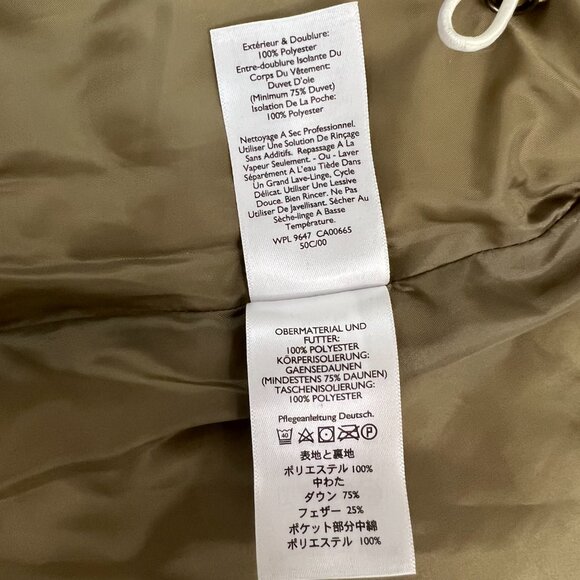 Extérieur & Doublure:
100% Polyester
Entre-doublure Isolante Du
Corps Du Vêtement:
Duvet D'oie
(Minimum 75% Duvet)
Isolation De La Poche:
100% Polyester
Nettoyage A Sec Professionnel.
Utiliser Une Solution De Rinçage
Sans Additifs. Repassage A La
Vapeur Seulement. - Ou - Laver
Séparément A L'eau Tiède Dans
Un Grand Lave-Linge, Cycle
Délicat. Utiliser Une Lessive
Douce. Bien Rincer. Ne Pas
Utiliser De Javellisant. Sécher Au
Sèche-linge A Basse
Température.
WPL 9647 CA00665
50C/00
OBERMATERIAL UND
FUTTER:
100% POLYESTER
KÖRPERISOLIERUNG:
GAENSEDAUNEN
(MINDESTENS 75% DAUNEN)
TASCHENISOLIERUNG:
100% POLYESTER
Pflegeanleitung Deutsch.
40 P
表地と裏地
ポリエステル 100%
中わた
ダウン 75%
フェザー 25%
ポケット部分中綿
ポリエステル 100%